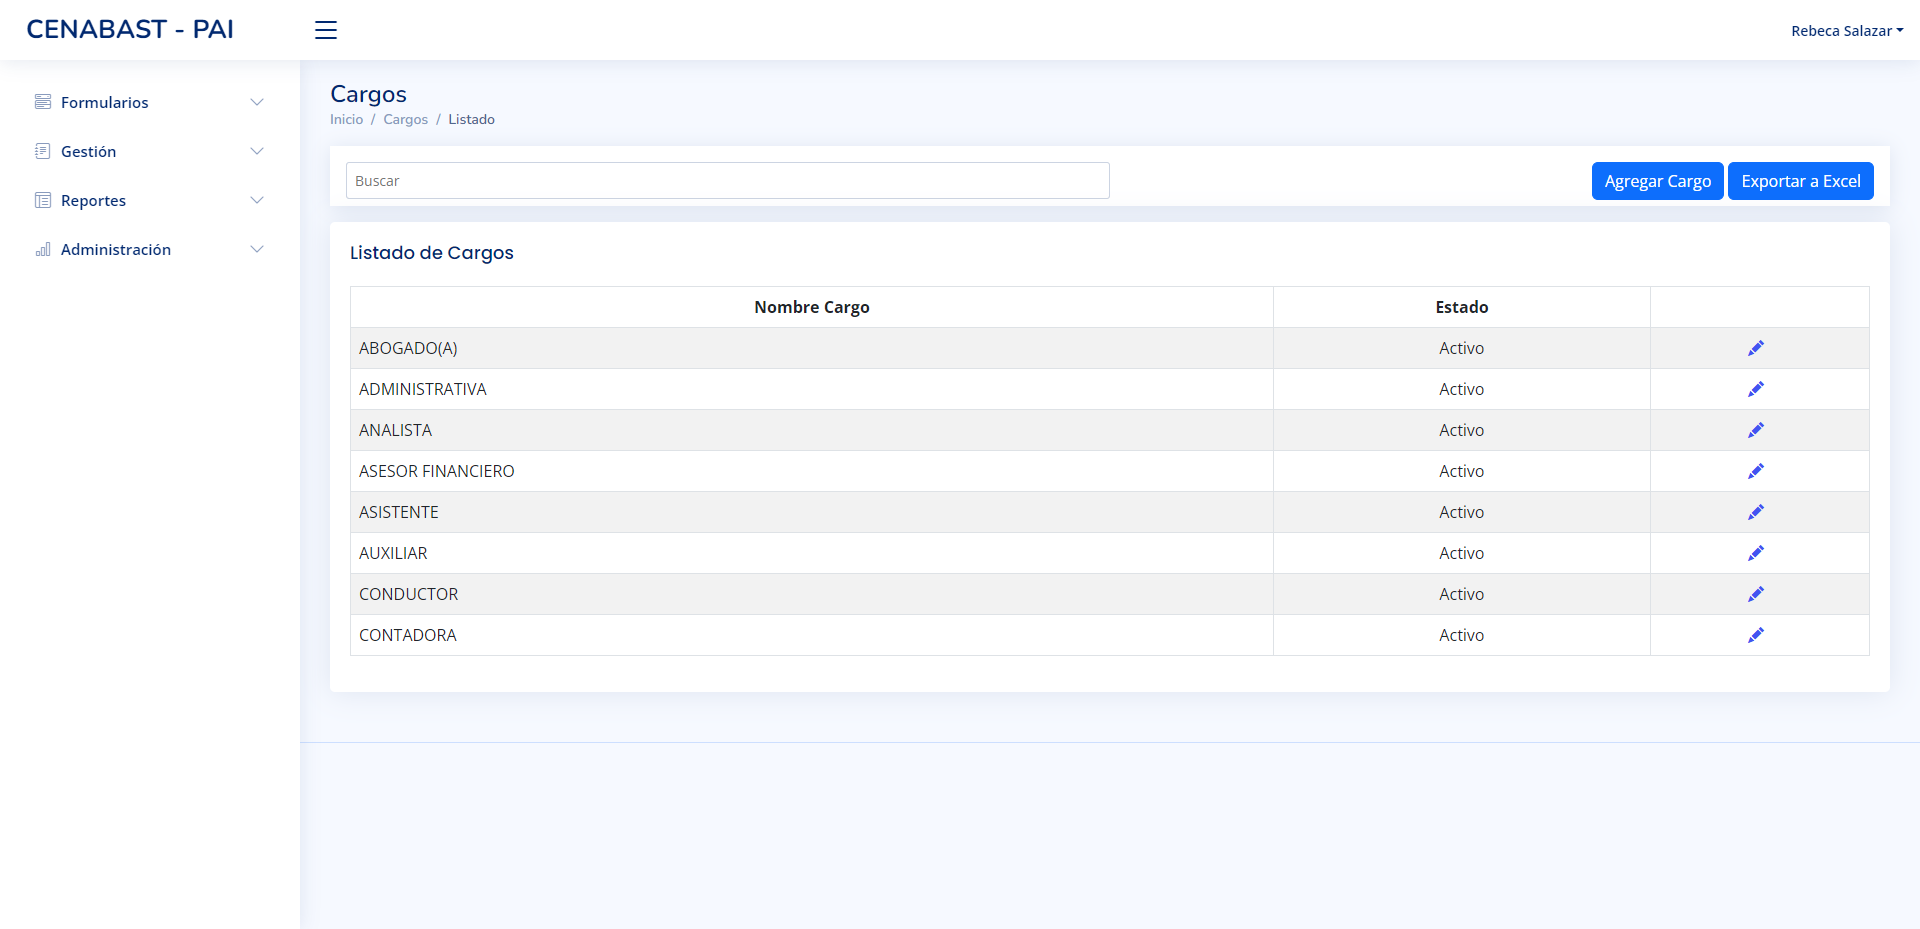 CENABAST - PAI
Rebeca Salazar
Formularios
Gestión
Reportes
Administración
Cargos
Inicio / Cargos / Listado
Buscar
Agregar Cargo
Exportar a Excel
Listado de Cargos
Nombre Cargo Estado
ABOGADO(A) Activo
ADMINISTRATIVA Activo
ANALISTA Activo
ASESOR FINANCIERO Activo
ASISTENTE Activo
AUXILIAR Activo
CONDUCTOR Activo
CONTADORA Activo